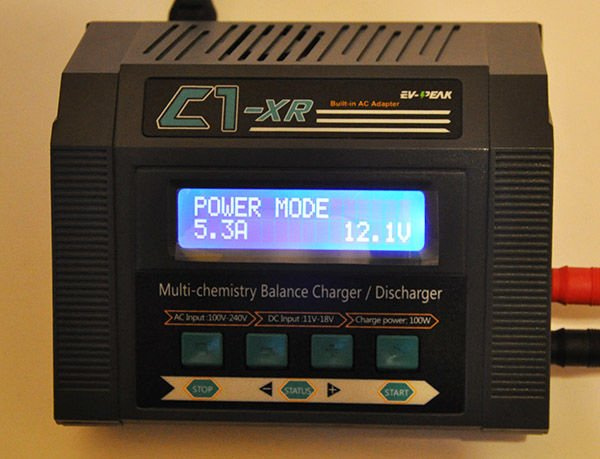 C1-XR
Built-in AC Adapter
EV-PEAK
POWER MODE
5.3A 12.1V
Multi-chemistry Balance Charger / Discharger
AC Input :100V-240V DC Input :11V-18V Charge power: 100W
STOP STATUS START